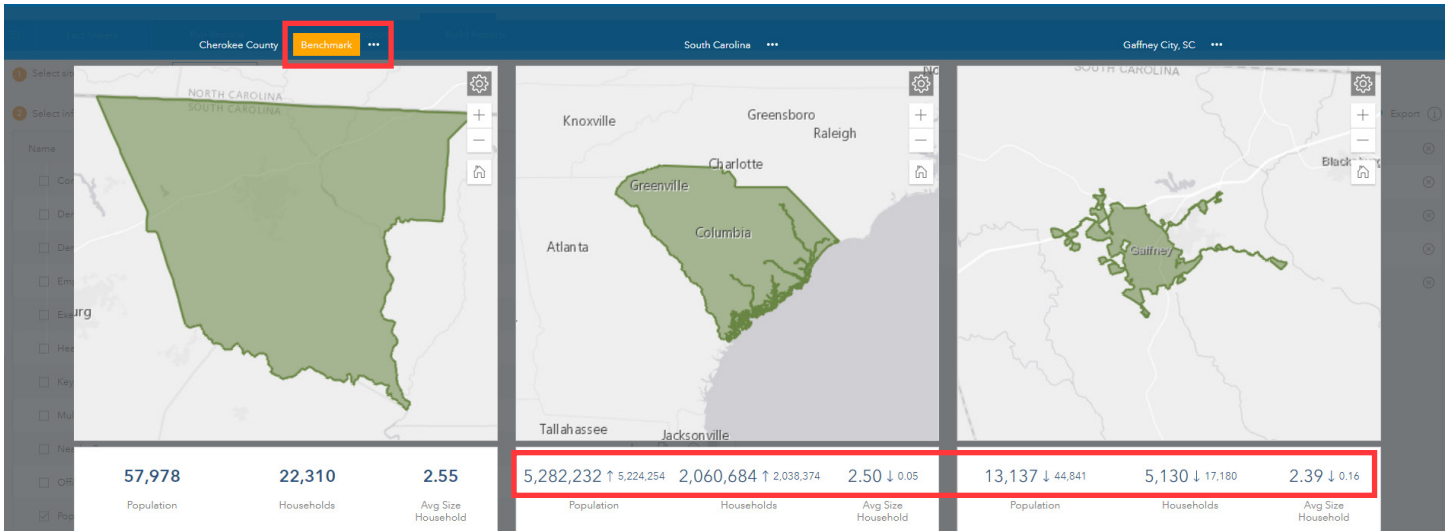 Cherokee County Benchmark •••
South Carolina •••
Gaffney City, SC •••
1 Select
2 Select
Export
Name
NORTH CAROLINA
SOUTH CAROLINA
urg
Knoxville
Greensboro
Raleigh
Charlotte
Greenville
Columbia
Atlanta
Tallahassee
Jacksonville
SOUTH CAROLINA
Gaffney
57,978
Population
22,310
Households
2.55
Avg Size
Household
5,282,232 ↑ 5,224,254
Population
2,060,684 ↑ 2,038,374
Households
2.50 ↓ 0.05
Avg Size
Household
13,137 ↓ 44,841
Population
5,130 ↓ 17,180
Households
2.39 ↓ 0.16
Avg Size
Household